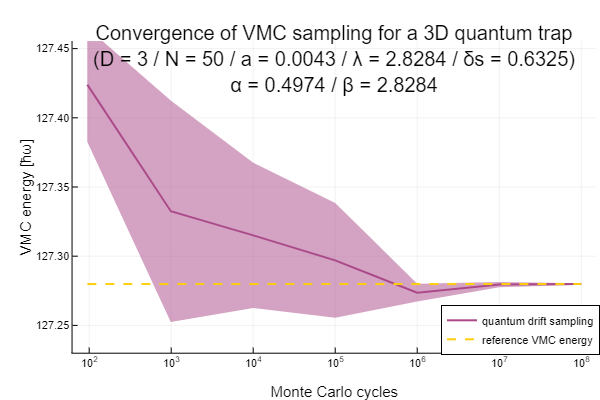 Convergence of VMC sampling for a 3D quantum trap
(D = 3 / N = 50 / a = 0.0043 / λ = 2.8284 / δs = 0.6325)
α = 0.4974 / β = 2.8284
VMC energy [ħω]
127.45
127.40
127.35
127.30
127.25
10²
10³
10⁴
10⁵
10⁶
10⁷
10⁸
Monte Carlo cycles
quantum drift sampling
reference VMC energy